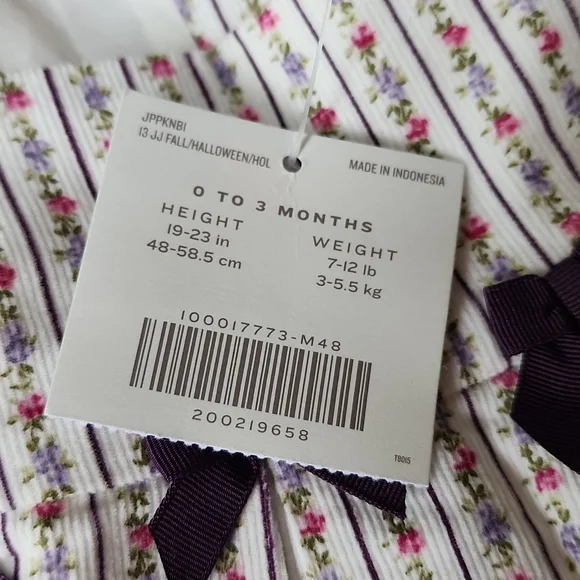 JPPKNB1
13 JJ FALL/HALLOWEEN/HOL
MADE IN INDONESIA
0 TO 3 MONTHS
HEIGHT
19-23 in
48-58.5 cm
WEIGHT
7-12 lb
3-5.5 kg
100017773-M48
200219658
T8015